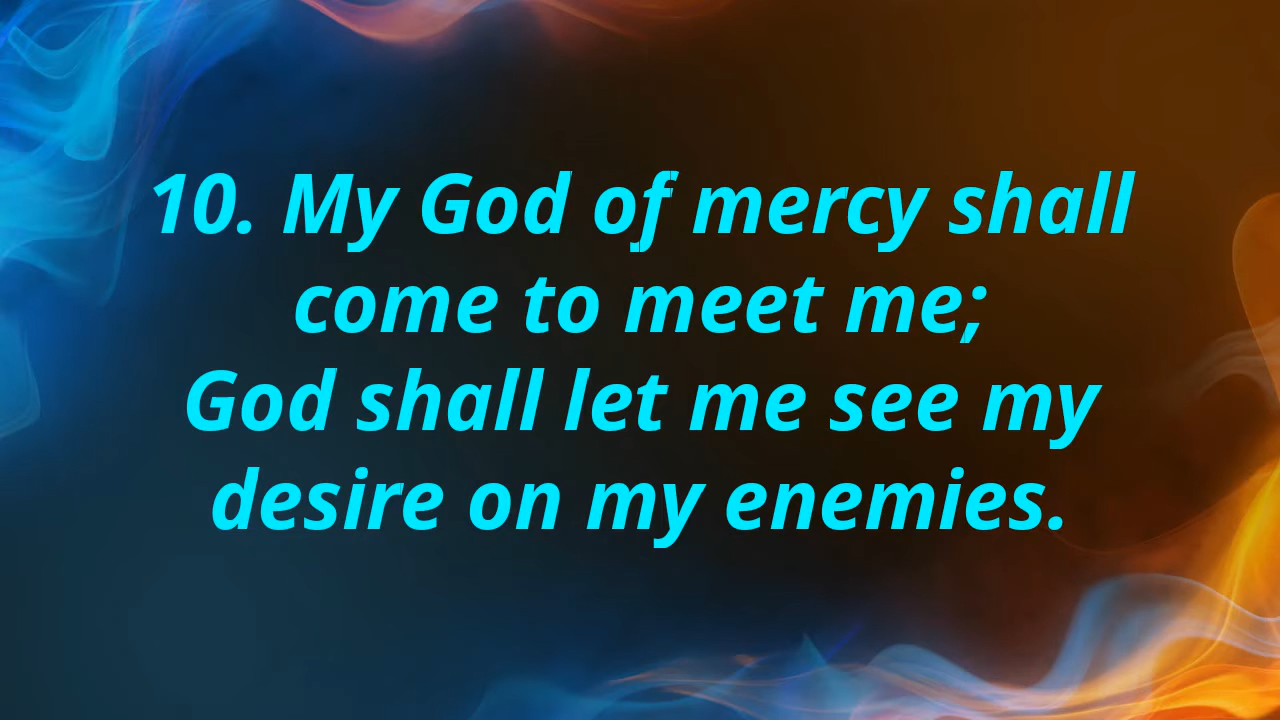 10. My God of mercy shall
come to meet me;
God shall let me see my
desire on my enemies.